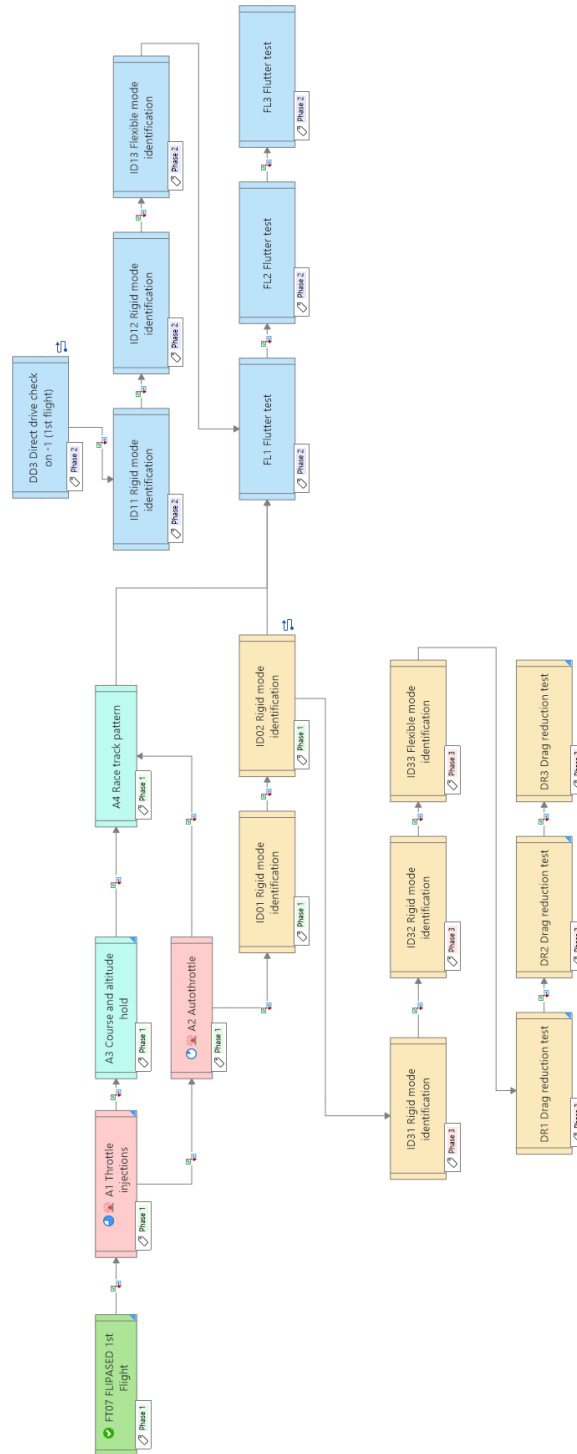 FT07 FLIPASED 1st
Flight
Phase 1
A1 Throttle
injections
Phase 1
A3 Course and altitude
hold
Phase 1
A4 Race track pattern
Phase 1
A2 Autothrottle
Phase 1
ID01 Rigid mode
identification
Phase 1
ID02 Rigid mode
identification
Phase 1
DD3 Direct drive check
on -1 (1st flight)
Phase 2
ID11 Rigid mode
identification
Phase 2
ID12 Rigid mode
identification
Phase 2
ID13 Flexible mode
identification
Phase 2
FL1 Flutter test
Phase 2
FL2 Flutter test
Phase 2
FL3 Flutter test
Phase 2
ID31 Rigid mode
identification
Phase 3
ID32 Rigid mode
identification
Phase 3
ID33 Flexible mode
identification
Phase 3
DR1 Drag reduction test
DR2 Drag reduction test
DR3 Drag reduction test